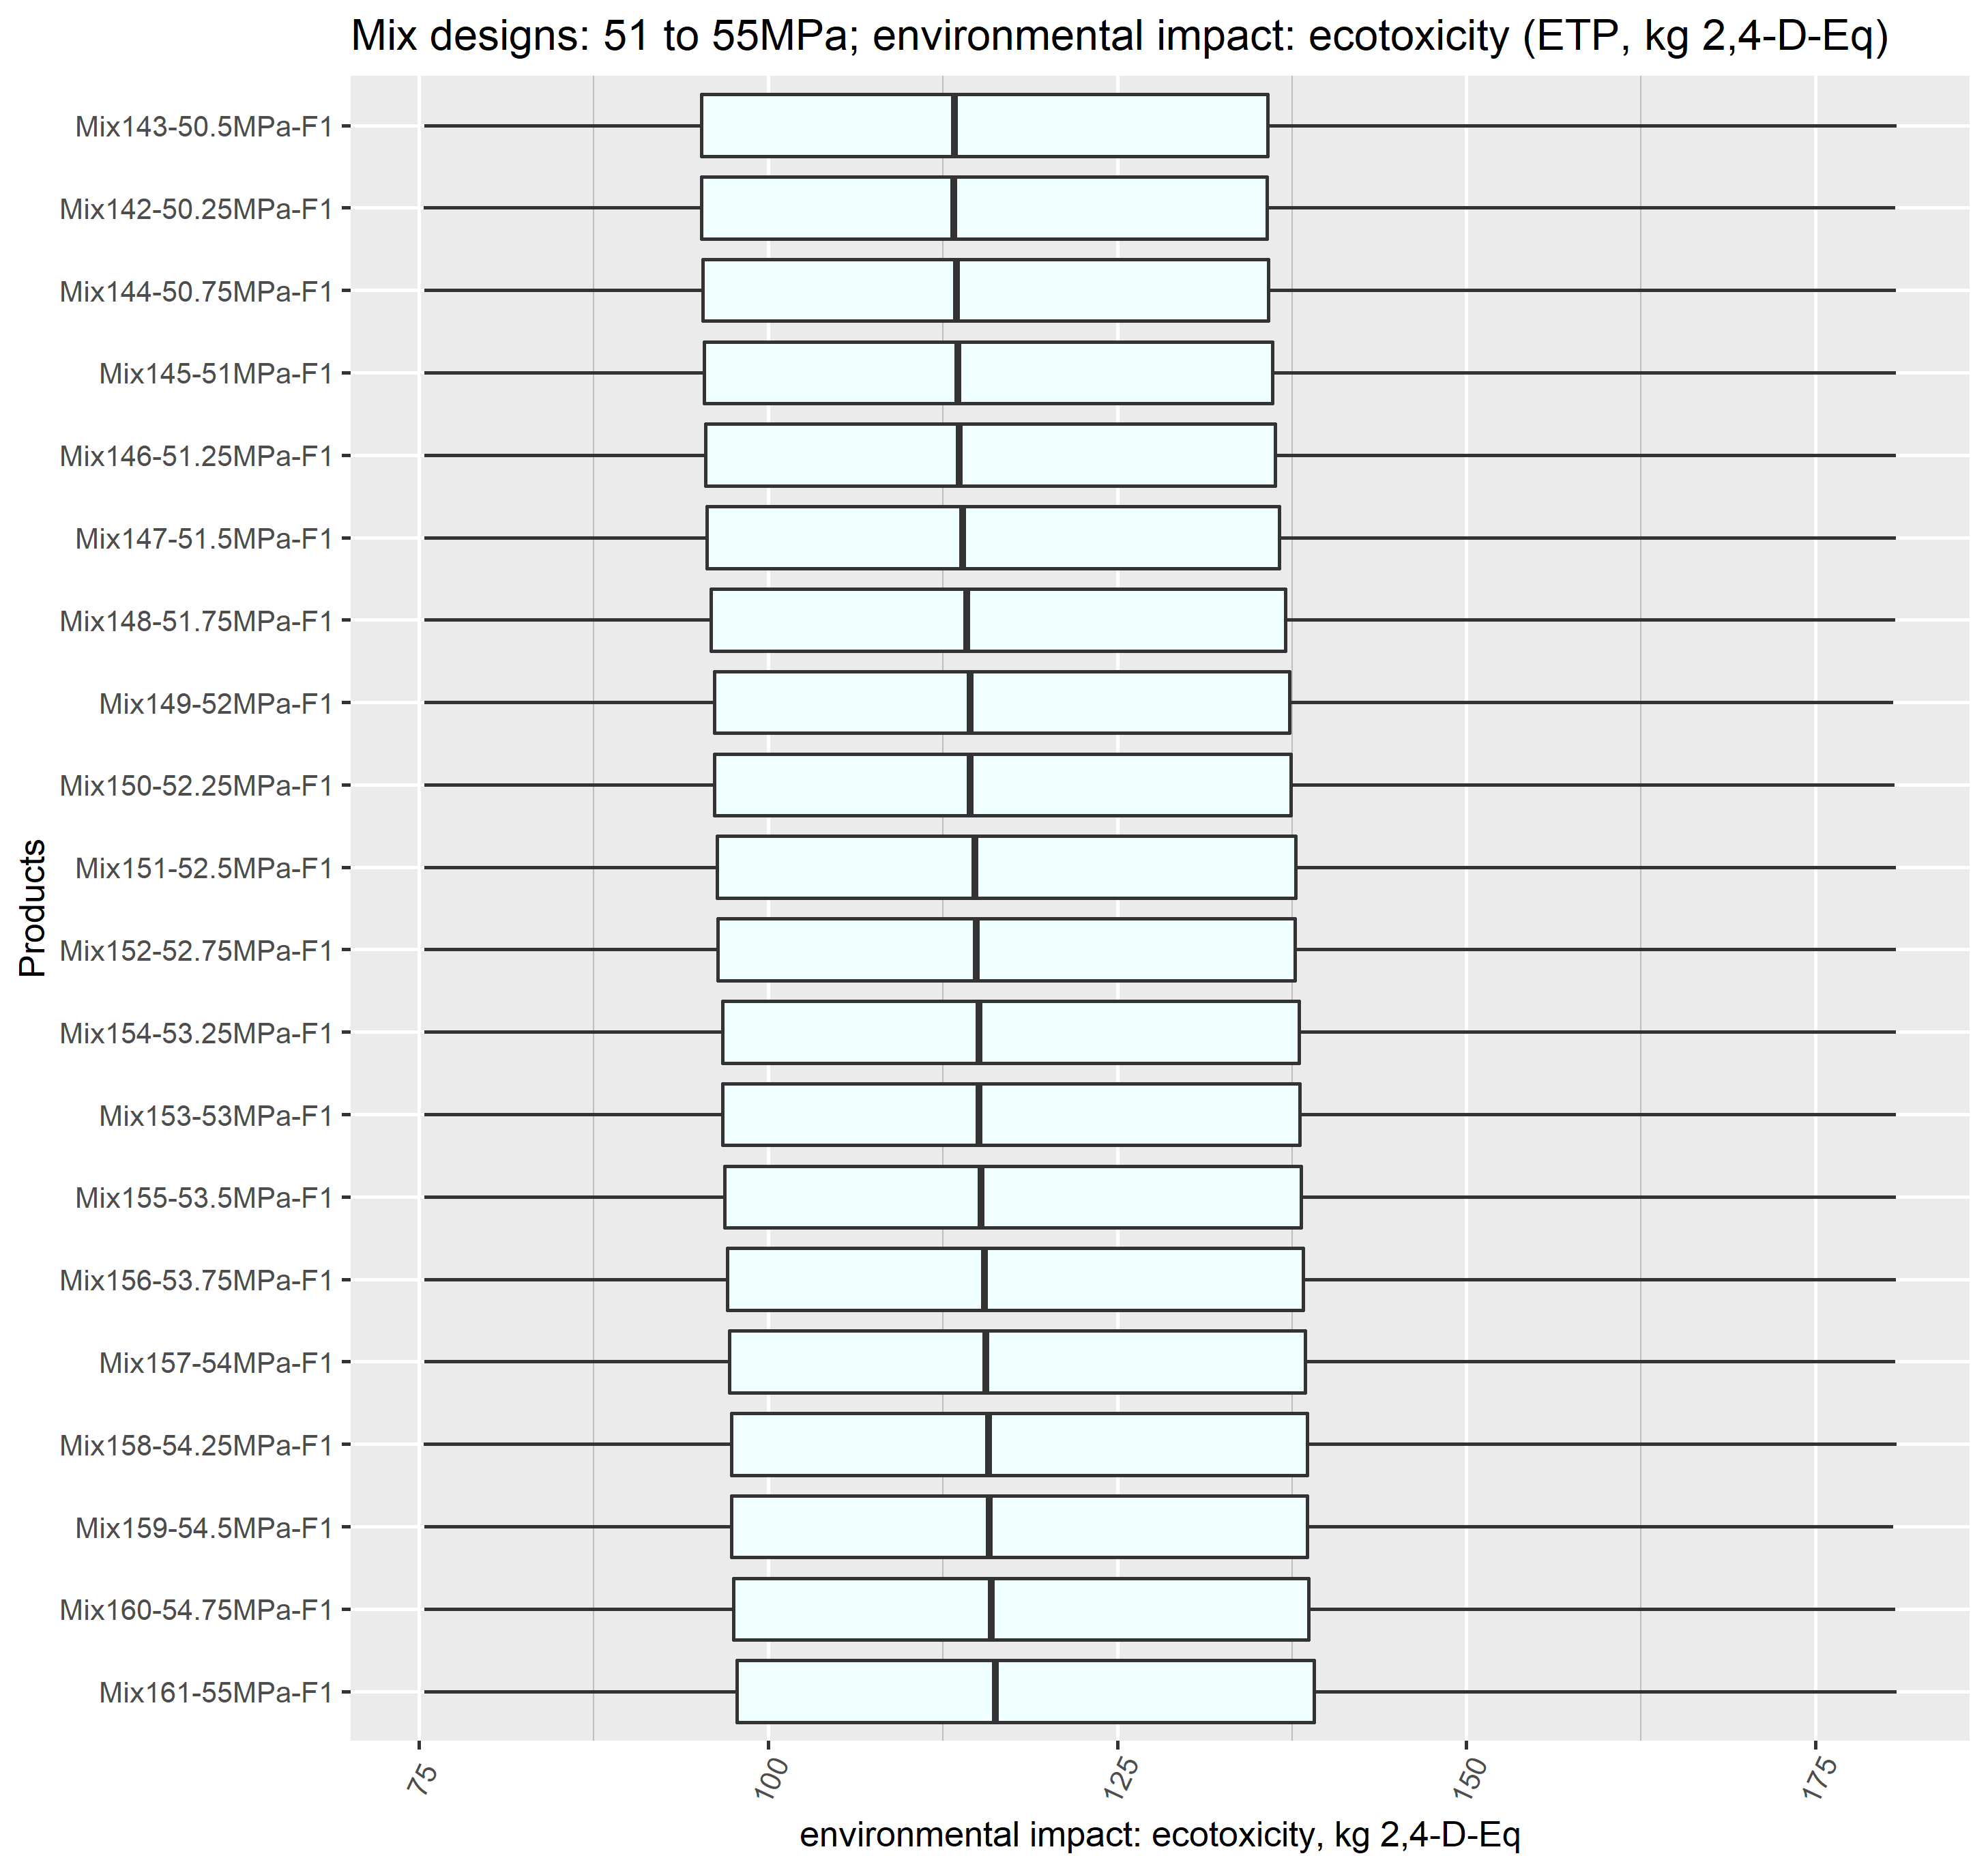 Mix designs: 51 to 55MPa; environmental impact: ecotoxicity (ETP, kg 2,4-D-Eq)
Products
Mix143-50.5MPa-F1
Mix142-50.25MPa-F1
Mix144-50.75MPa-F1
Mix145-51MPa-F1
Mix146-51.25MPa-F1
Mix147-51.5MPa-F1
Mix148-51.75MPa-F1
Mix149-52MPa-F1
Mix150-52.25MPa-F1
Mix151-52.5MPa-F1
Mix152-52.75MPa-F1
Mix154-53.25MPa-F1
Mix153-53MPa-F1
Mix155-53.5MPa-F1
Mix156-53.75MPa-F1
Mix157-54MPa-F1
Mix158-54.25MPa-F1
Mix159-54.5MPa-F1
Mix160-54.75MPa-F1
Mix161-55MPa-F1
75 100 125 150 175
environmental impact: ecotoxicity, kg 2,4-D-Eq